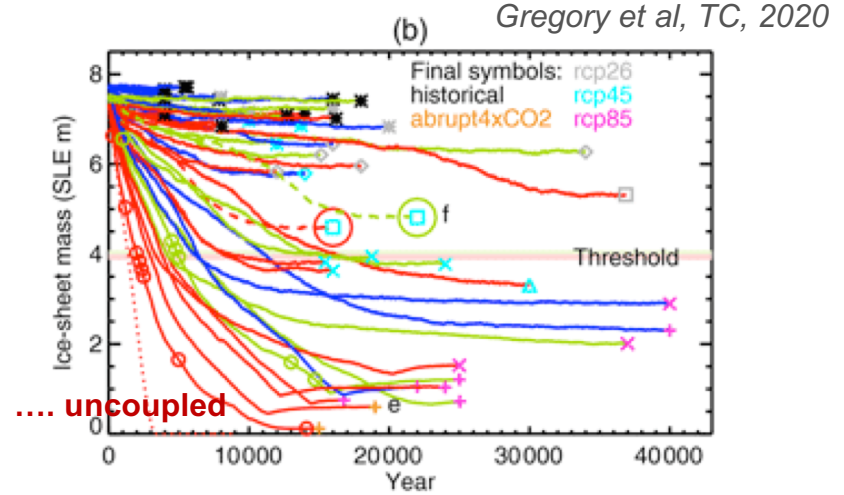 Gregory et al, TC, 2020
(b)
Final symbols: rcp26
historical rcp45
abrupt4xCO2 rcp85
Ice-sheet mass (SLE m)
8
6
4
2
0
f
Threshold
e
.... uncoupled
0 10000 20000 30000 40000
Year